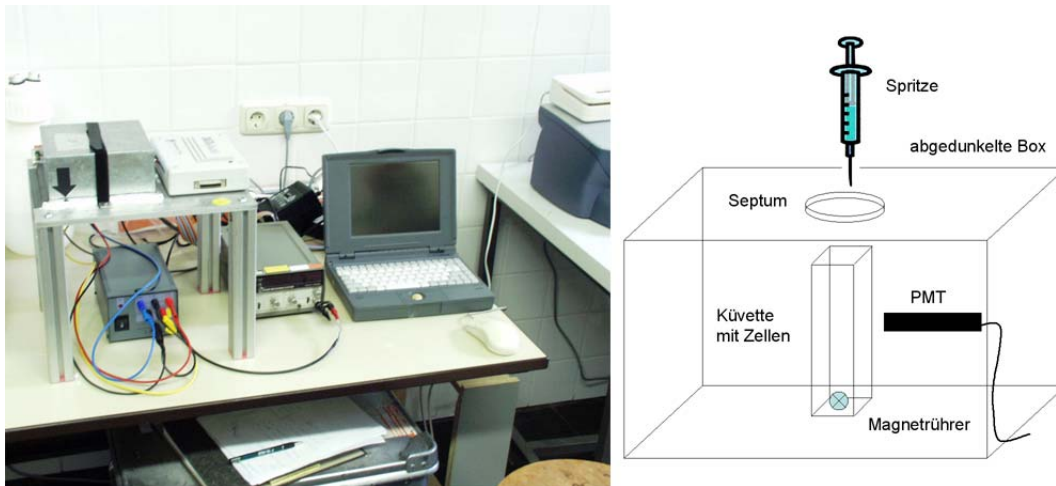 Spritze
abgedunkelte Box
Septum
PMT
Küvette
mit Zellen
Magnetrührer